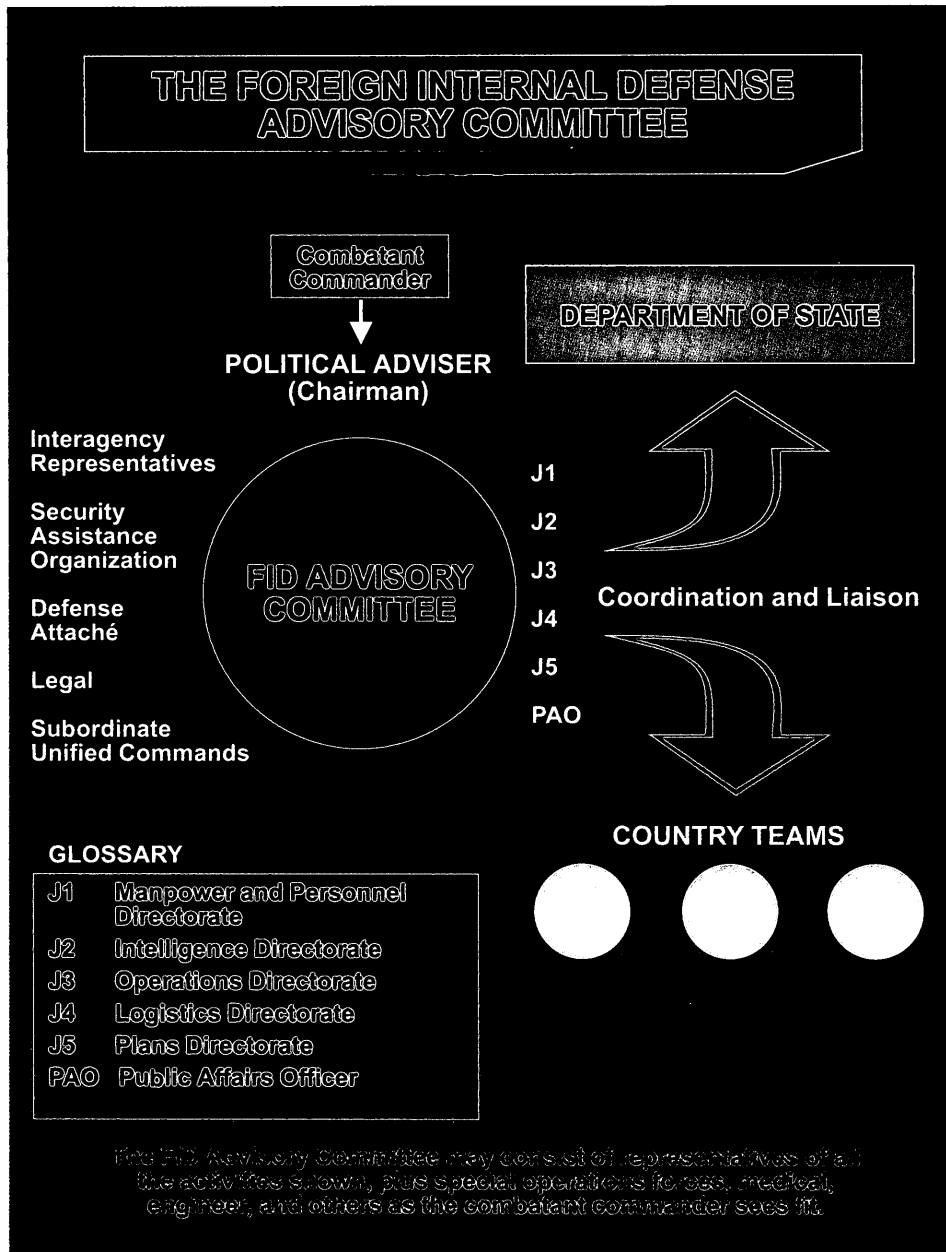 THE FOREIGN INTERNAL DEFENSE
ADVISORY COMMITTEE
Combatant
Commander
POLITICAL ADVISER
(Chairman)
DEPARTMENT OF STATE
Interagency
Representatives
Security
Assistance
Organization
Defense
Attaché
Legal
Subordinate
Unified Commands
FID ADVISORY
COMMITTEE
J1
J2
J3
J4
J5
PAO
Coordination and Liaison
COUNTRY TEAMS
GLOSSARY
J1 Manpower and Personnel
Directorate
J2 Intelligence Directorate
J3 Operations Directorate
J4 Logistics Directorate
J5 Plans Directorate
PAO Public Affairs Officer
The FID Advisory Committee may consist of representatives of all
the activities shown, plus special operations forces, medical,
engineer, and others as the combatant commander sees fit.